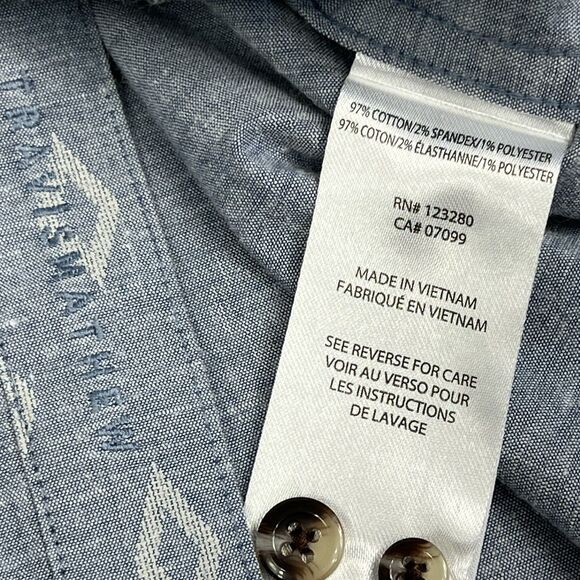 TRAVISMATHEW
97% COTTON/2% SPANDEX/1% POLYESTER
97% COTON/2% ÉLASTHANNE/1% POLYESTER
RN# 123280
CA# 07099
MADE IN VIETNAM
FABRIQUÉ EN VIETNAM
SEE REVERSE FOR CARE
VOIR AU VERSO POUR
LES INSTRUCTIONS
DE LAVAGE